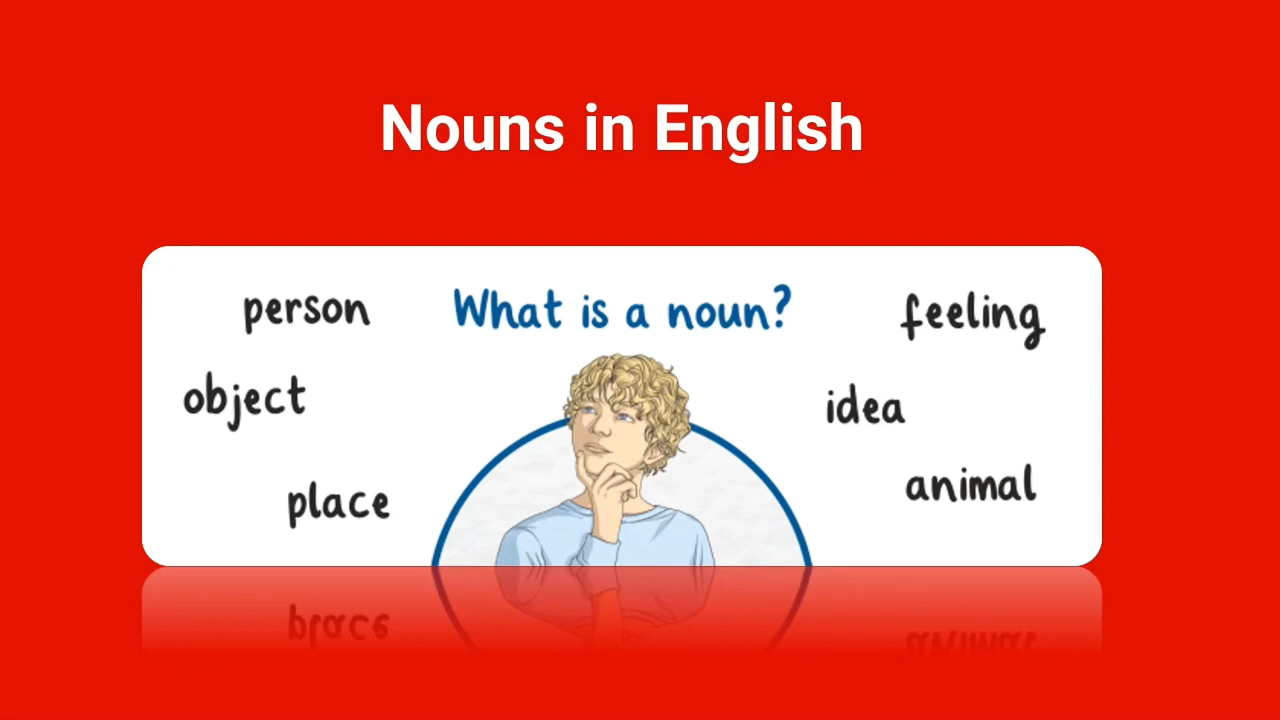 Nouns in English
What is a noun?
person
feeling
object
idea
animal
place